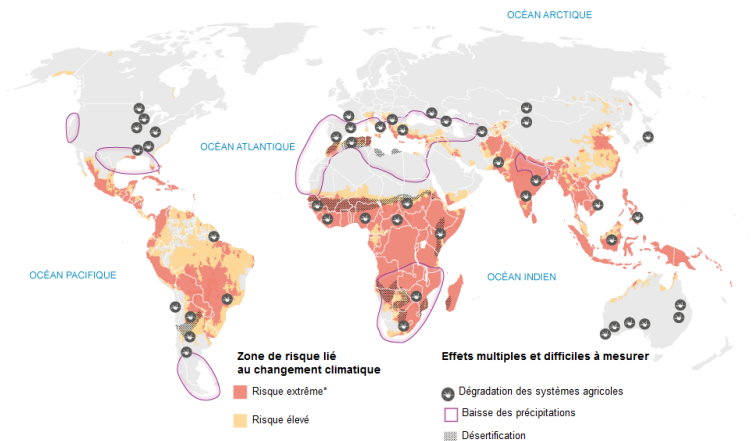 OCÉAN ARCTIQUE
OCÉAN ATLANTIQUE
OCÉAN PACIFIQUE
OCÉAN INDIEN
Zone de risque lié
au changement climatique
Risque extrême*
Risque élevé
Effets multiples et difficiles à mesurer
Dégradation des systèmes agricoles
Baisse des précipitations
Désertification